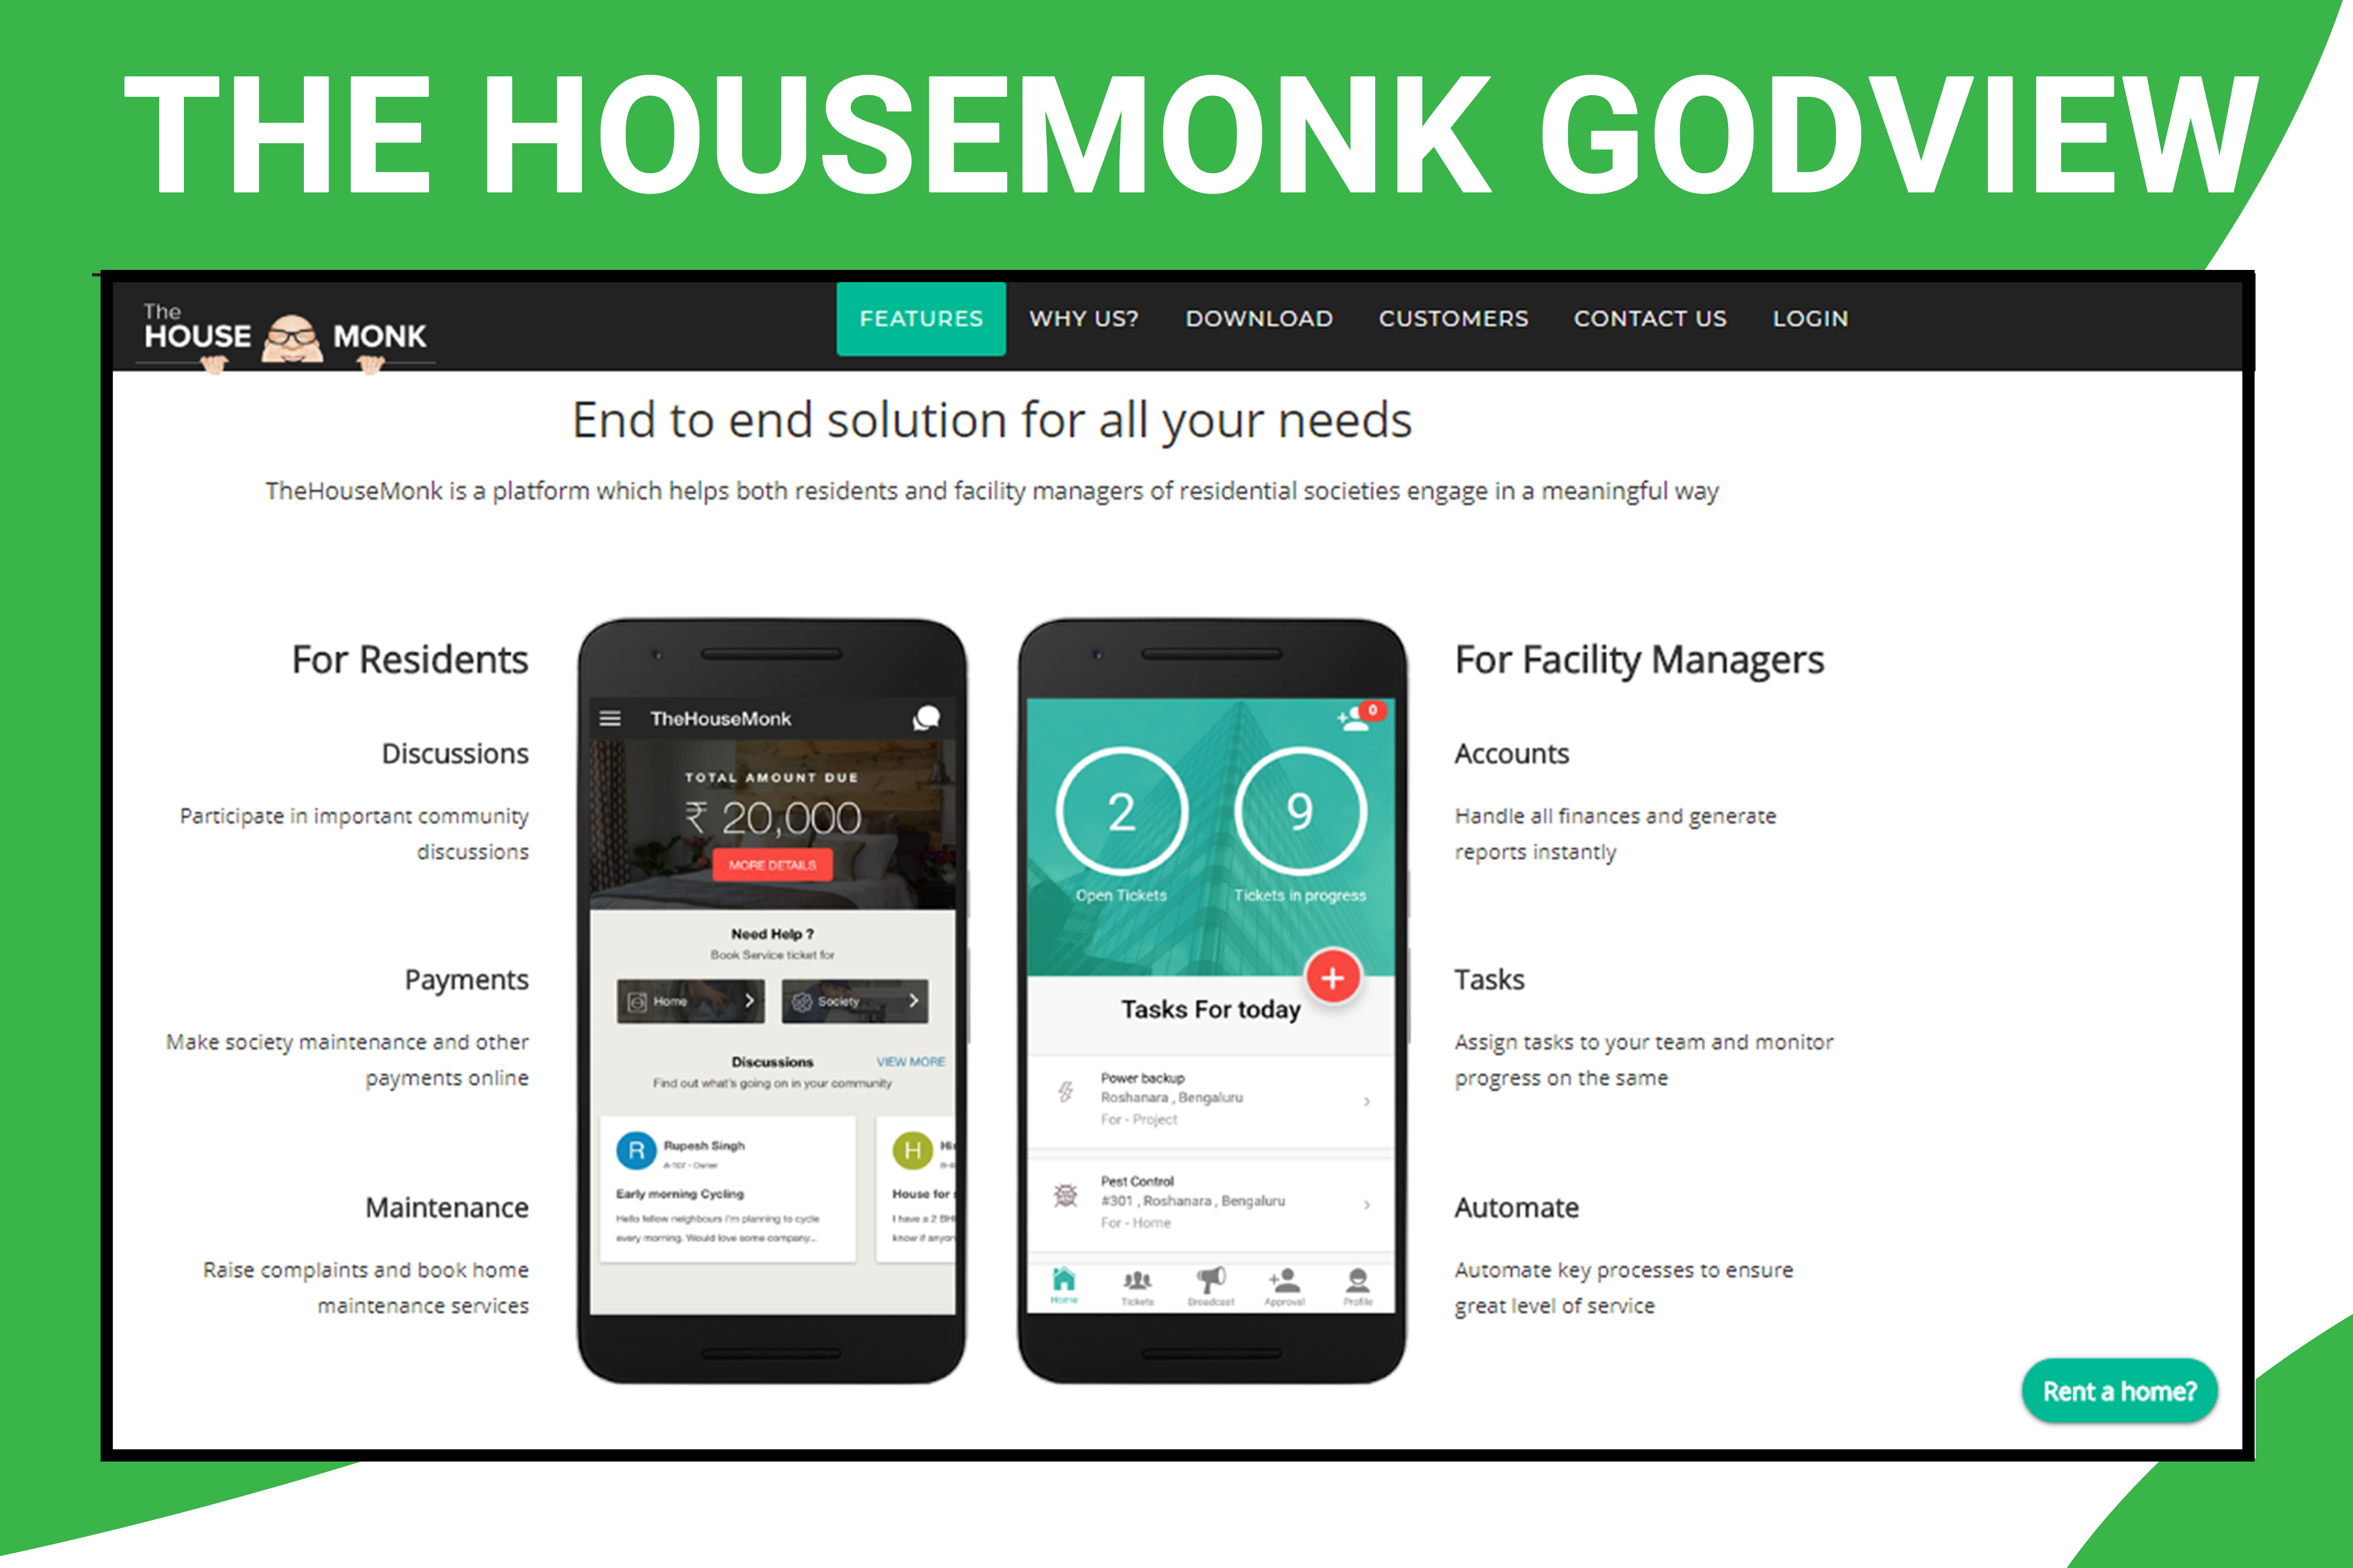 THE HOUSEMONK GODVIEW
The
HOUSE MONK
FEATURES WHY US? DOWNLOAD CUSTOMERS CONTACT US LOGIN
End to end solution for all your needs
TheHouseMonk is a platform which helps both residents and facility managers of residential societies engage in a meaningful way
For Residents
Discussions
Participate in important community
discussions
Payments
Make society maintenance and other
payments online
Maintenance
Raise complaints and book home
maintenance services
TheHouseMonk
TOTAL AMOUNT DUE
₹ 20,000
MORE DETAILS
Need Help ?
Book Service ticket for
Home Society
Discussions VIEW MORE
Find out what's going on in your community
R Rupesh Singh
A-107 - Owner
Early morning Cycling
Hello fellow neighbours i'm planning to cycle
every morning. Would love some company...
H
House for
I have a 2
know if
0
2 9
Open Tickets Tickets in progress
+
Tasks For today
Power backup
Roshanara , Bengaluru
For - Project
Pest Control
#301 , Roshanara , Bengaluru
For - Home
Home Tickets Broadcast Approval Profile
For Facility Managers
Accounts
Handle all finances and generate
reports instantly
Tasks
Assign tasks to your team and monitor
progress on the same
Automate
Automate key processes to ensure
great level of service
Rent a home?